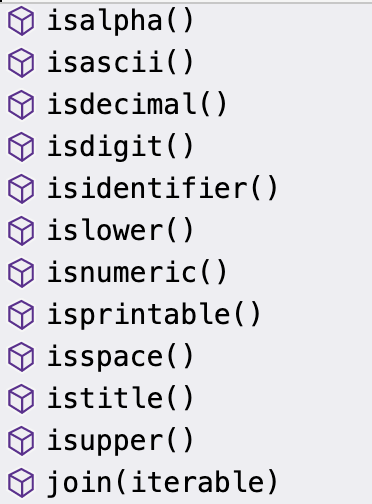 isalpha()
isascii()
isdecimal()
isdigit()
isidentifier()
islower()
isnumeric()
isprintable()
isspace()
istitle()
isupper()
join(iterable)